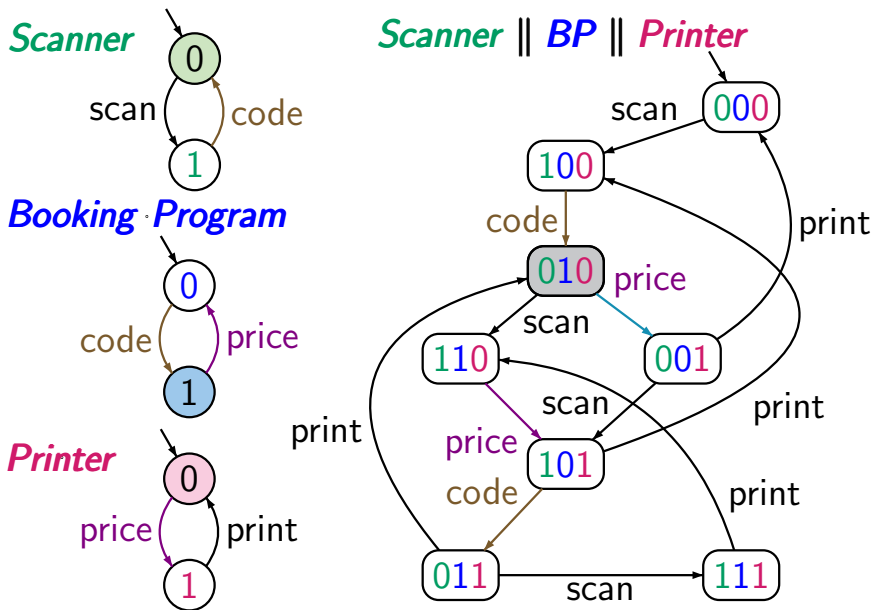 Scanner
0
scan
code
1
Booking Program
0
code
price
1
Printer
0
price
print
1
Scanner || BP || Printer
000
scan
100
code
print
010
price
scan
110
001
scan
print
print
price
101
code
print
011
scan
111